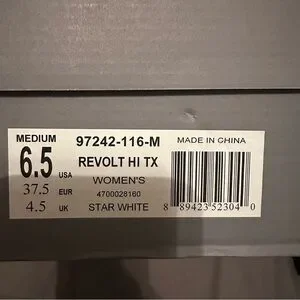 MEDIUM
6.5 USA
37.5 EUR
4.5 UK
97242-116-M
REVOLT HI TX
WOMEN'S
4700028160
STAR WHITE
MADE IN CHINA
8 89423 52304 0